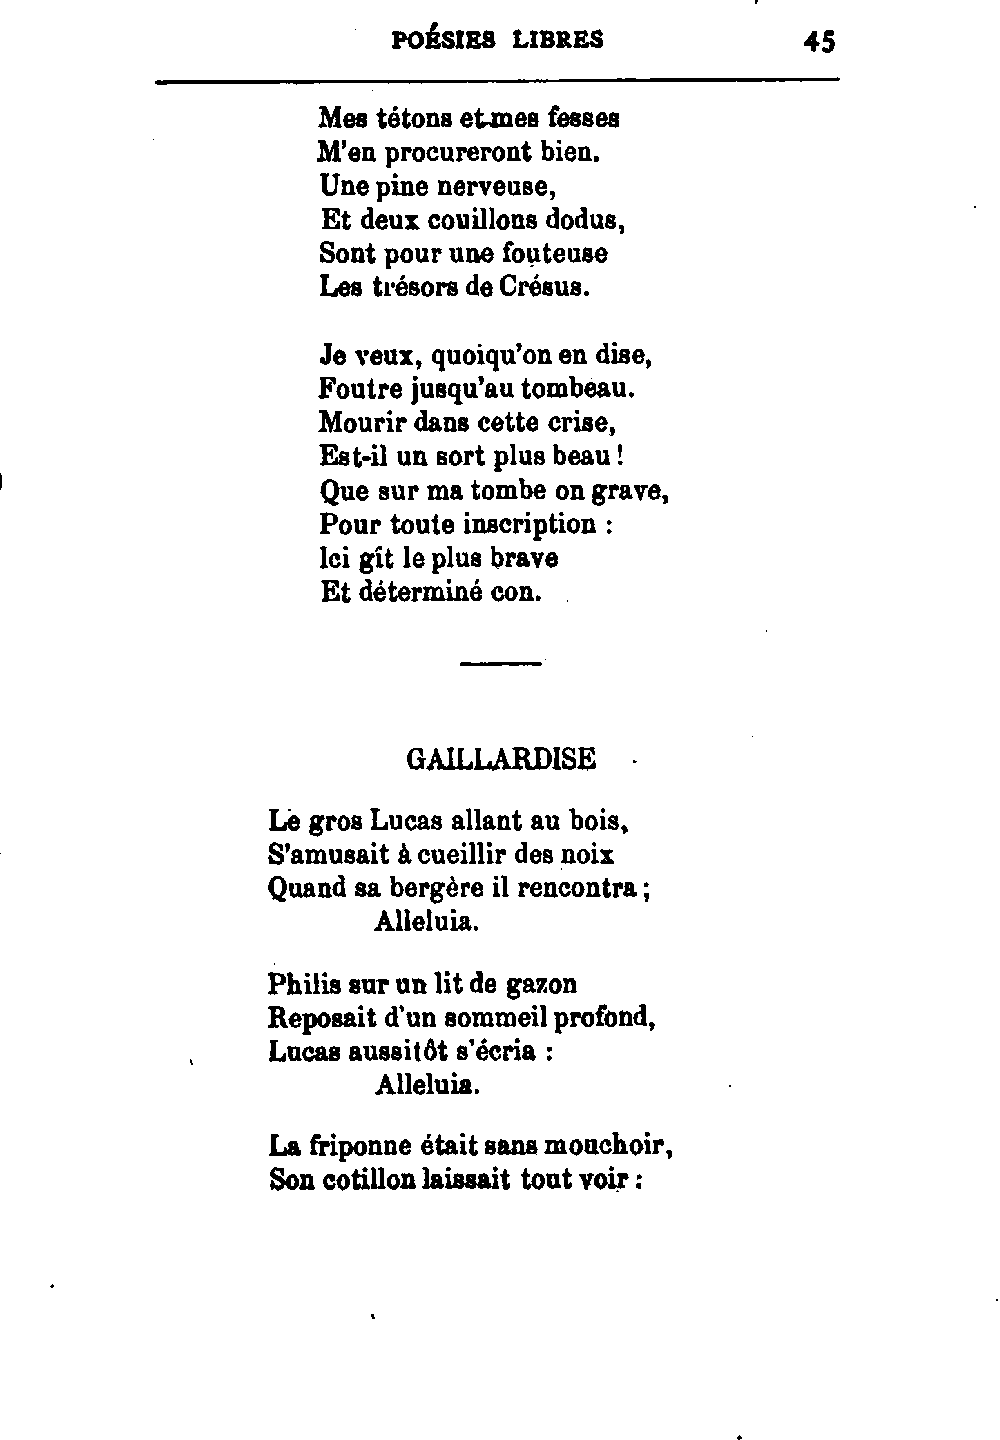 POÉSIES LIBRES 45
Mes tétons et mes fesses
M'en procureront bien.
Une pine nerveuse,
Et deux couillons dodus,
Sont pour une fouteuse
Les trésors de Crésus.
Je veux, quoiqu'on en dise,
Foutre jusqu'au tombeau.
Mourir dans cette crise,
Est-il un sort plus beau !
Que sur ma tombe on grave,
Pour toute inscription :
Ici gît le plus brave
Et déterminé con.
GAILLARDISE
Le gros Lucas allant au bois,
S'amusait à cueillir des noix
Quand sa bergère il rencontra ;
Alleluia.
Philis sur un lit de gazon
Reposait d'un sommeil profond,
Lucas aussitôt s'écria :
Alleluia.
La friponne était sans mouchoir,
Son cotillon laissait tout voir :